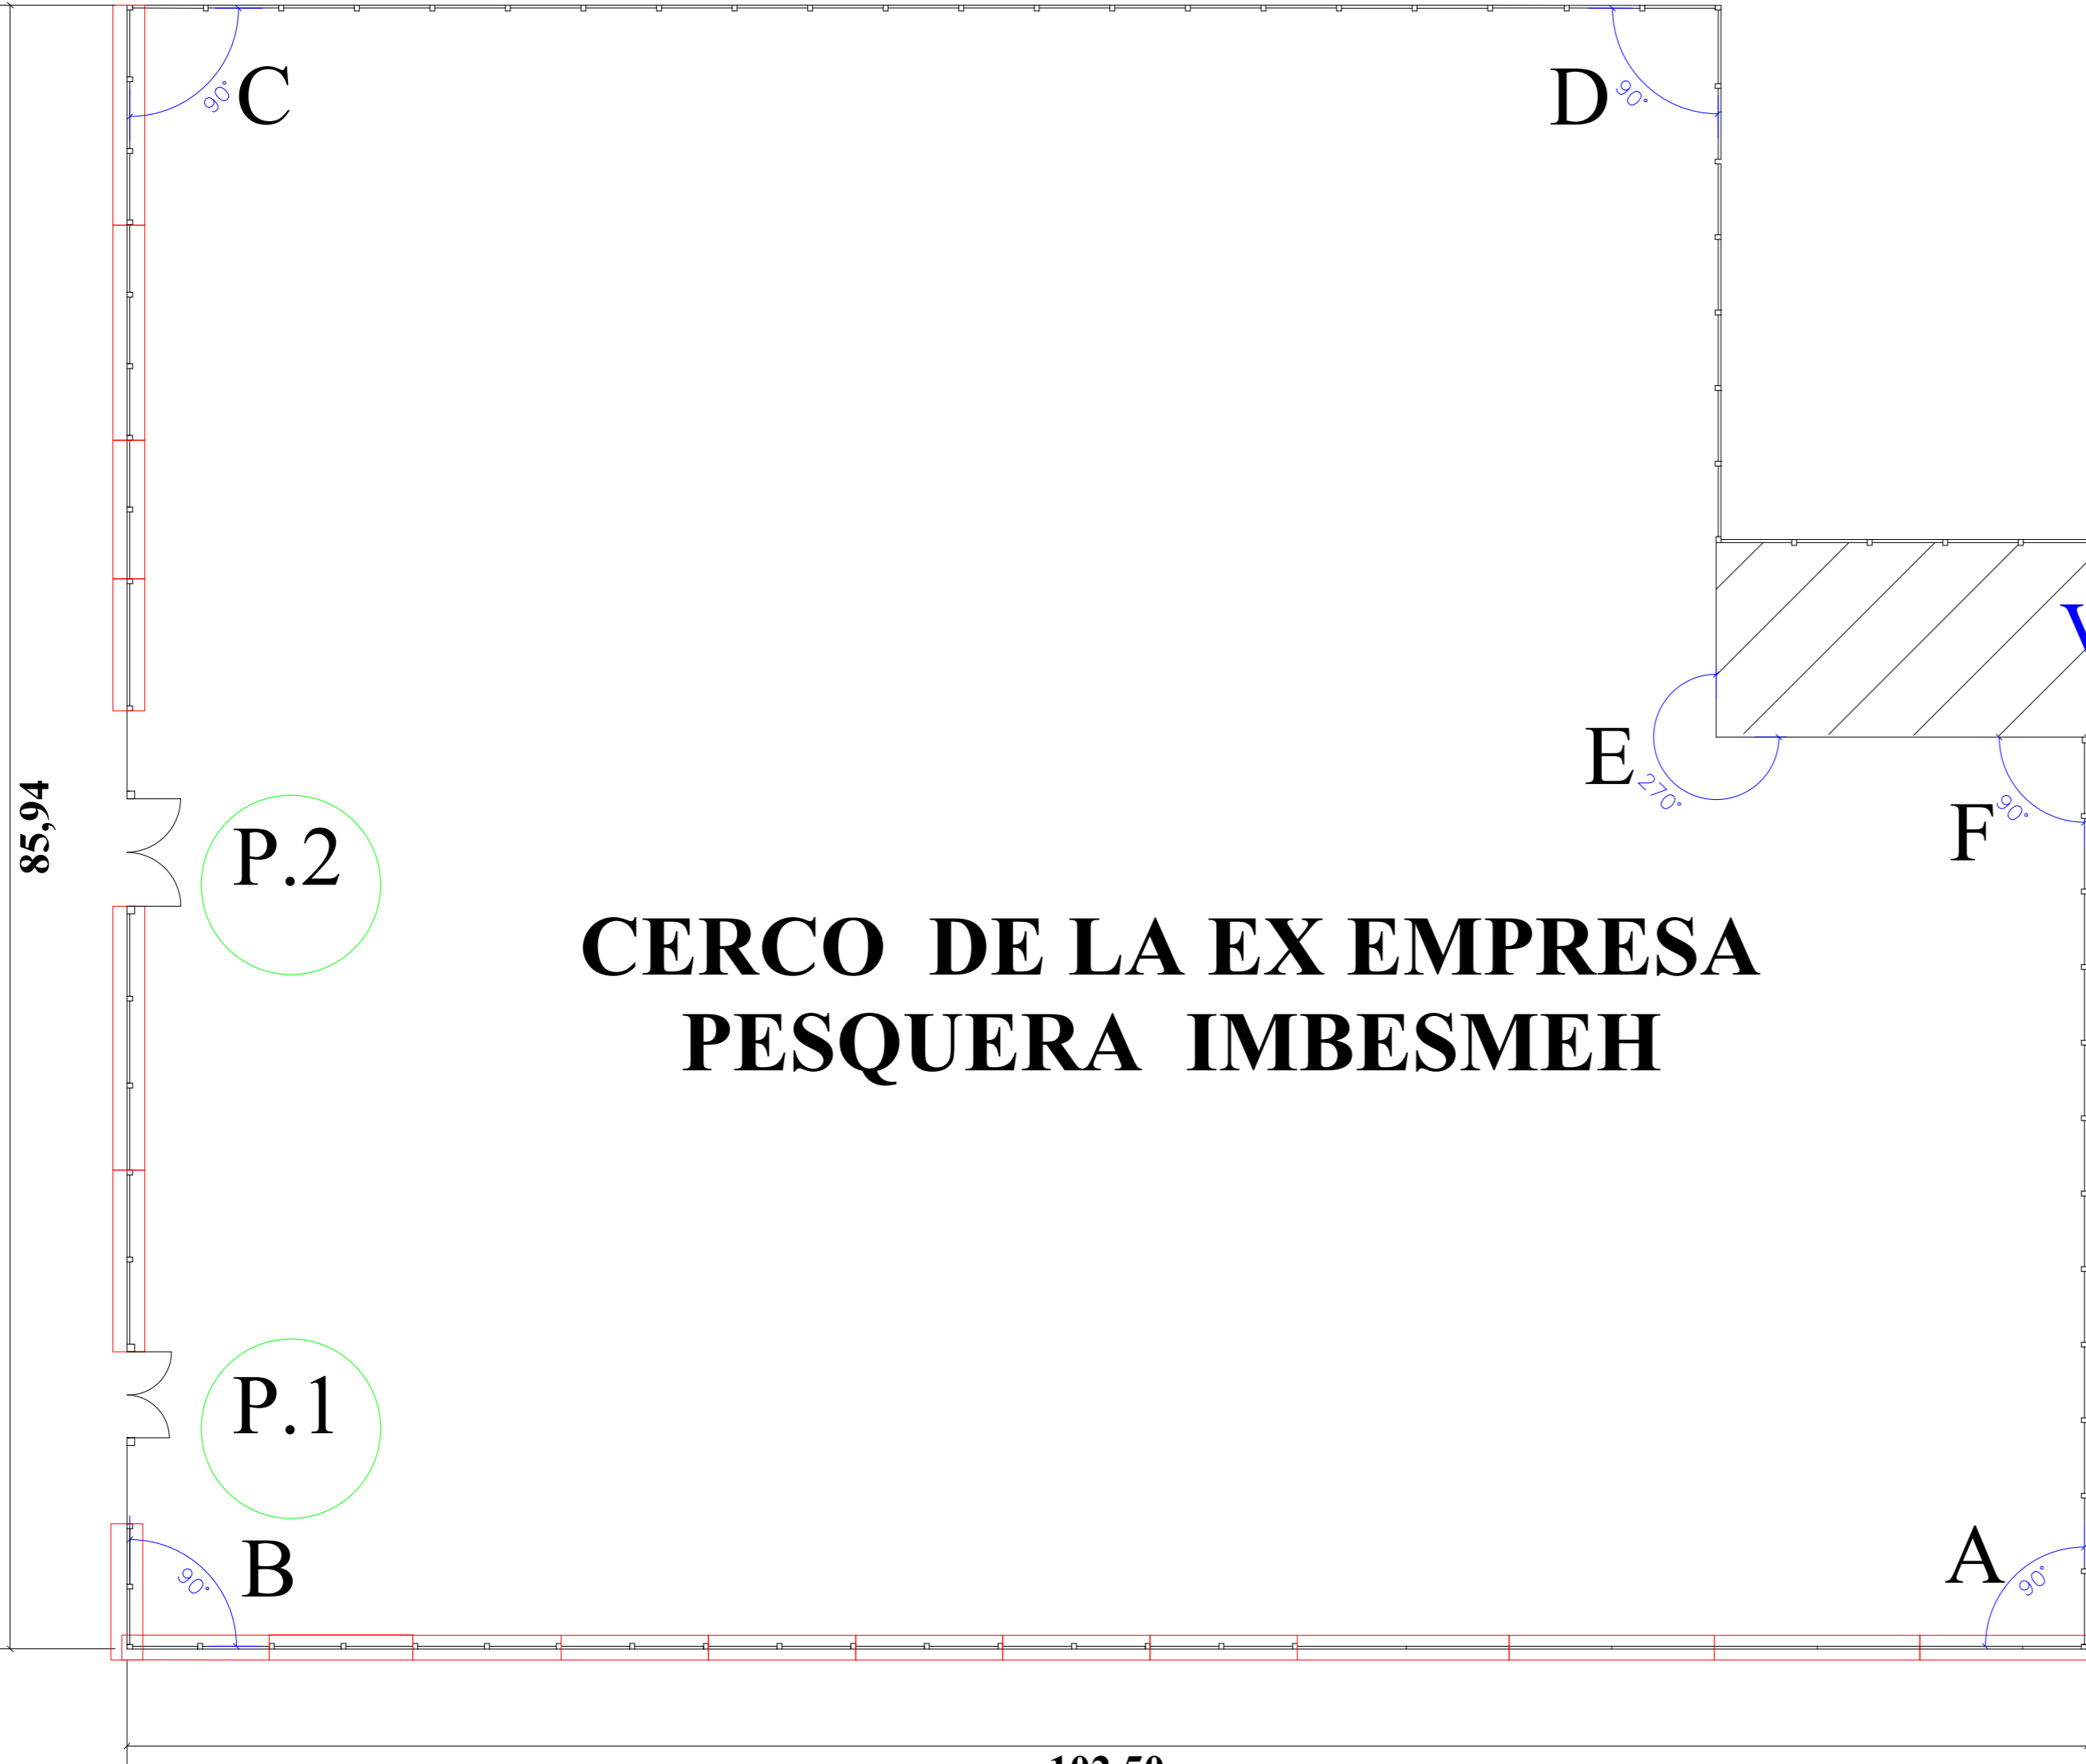 C
90°
D
90°
E
270°
F
90°
85,94
P.2
CERCO DE LA EX EMPRESA
PESQUERA IMBESMEH
P.1
B
90°
A
90°